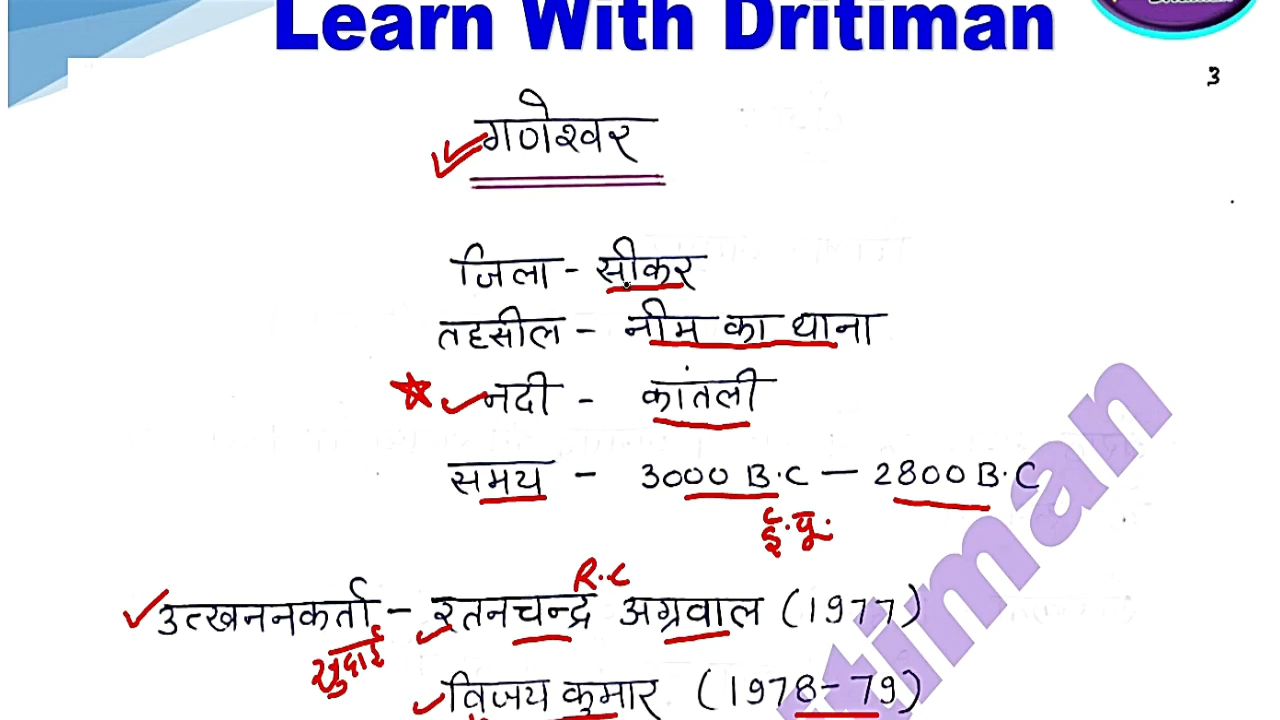 Learn With Dritiman
3
गणेश्वर
जिला - सीकर
तहसील - नीम का थाना
नदी - कांतली
समय - 3000 B.C - 2800 B.C
ई.पू.
R.C
उत्खननकर्ता - रतनचन्द्र अग्रवाल (1977)
खुदाई
विजय कुमार (1978-79)
timan